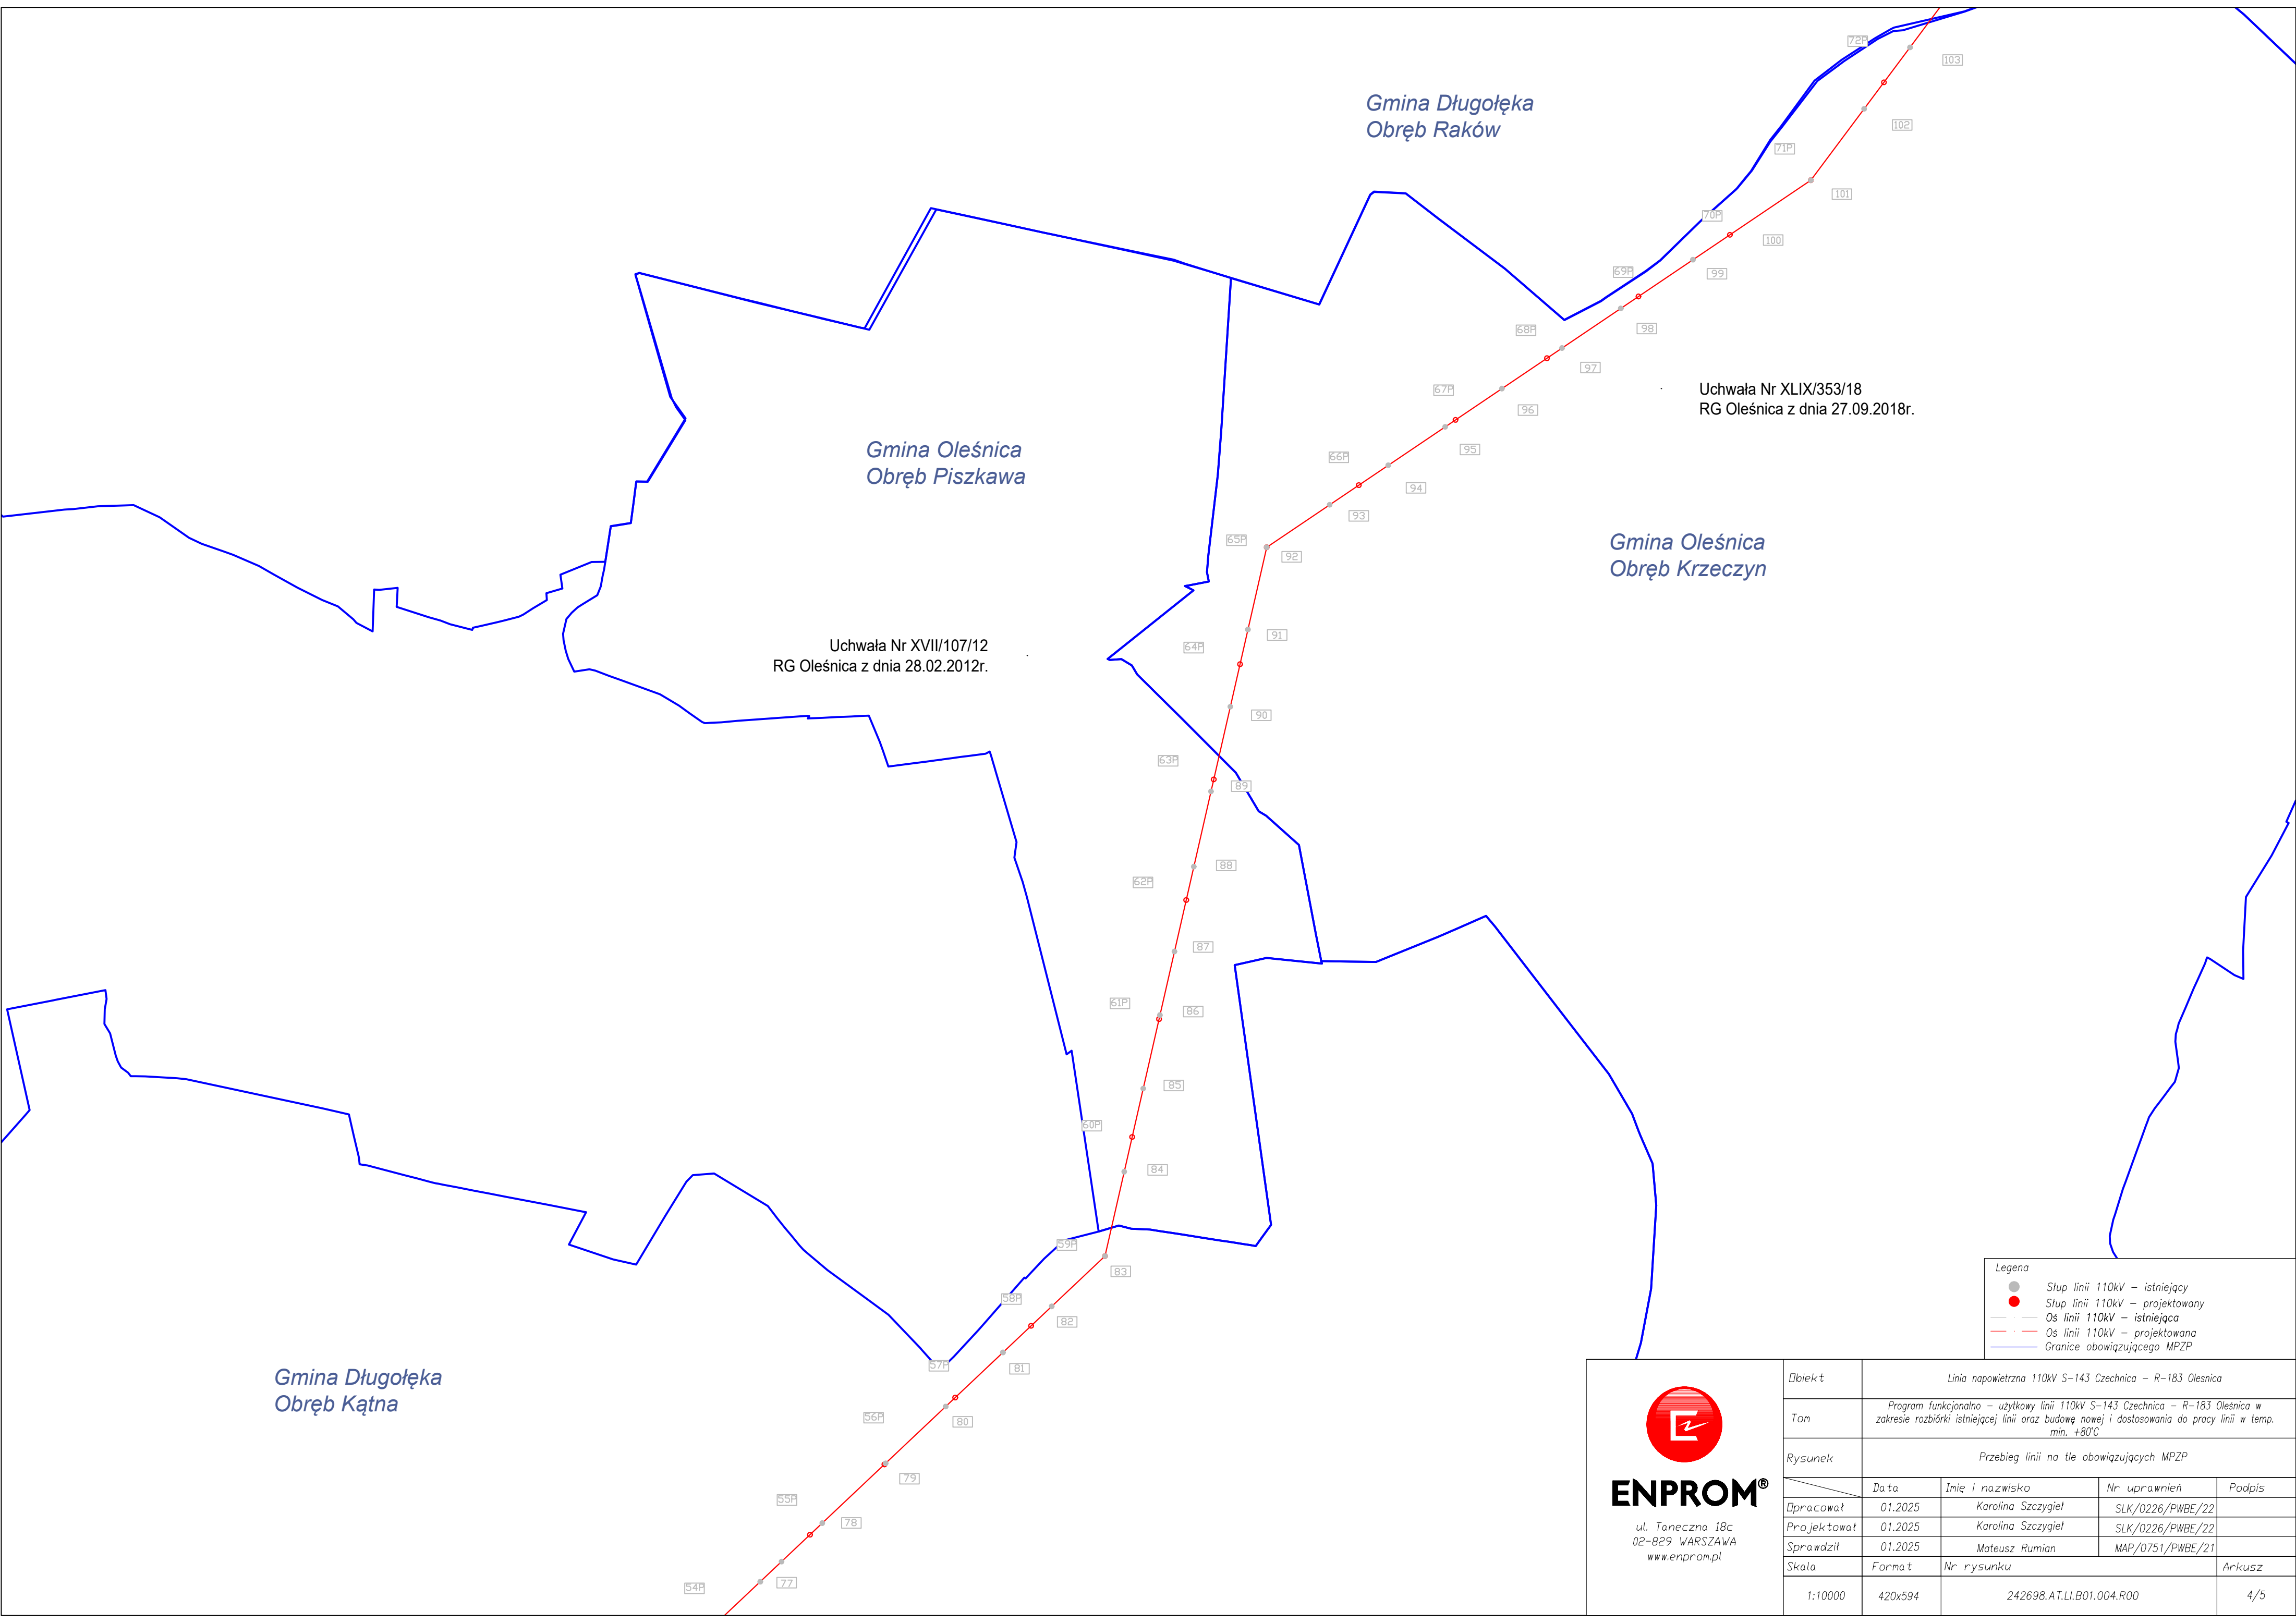 72P
103
Gmina Długołęka
Obręb Raków
102
71P
101
70P
100
69P
99
98
68P
97
67P
Uchwała Nr XLIX/353/18
RG Oleśnica z dnia 27.09.2018r.
96
Gmina Oleśnica
Obręb Piszkawa
95
66P
94
93
65P
92
Gmina Oleśnica
Obręb Krzeczyn
91
64P
Uchwała Nr XVII/107/12
RG Oleśnica z dnia 28.02.2012r.
90
63P
89
88
62P
87
61P
86
85
60P
84
59P
83
58P
82
57P
81
Gmina Długołęka
Obręb Kątna
56P
80
79
55P
78
54P
77
Legena
Słup linii 110kV – istniejący
Słup linii 110kV – projektowany
Oś linii 110kV – istniejąca
Oś linii 110kV – projektowana
Granice obowiązującego MPZP
ENPROM®
ul. Taneczna 18c
02-829 WARSZAWA
www.enprom.pl
Obiekt
Linia napowietrzna 110kV S-143 Czechnica – R-183 Olesnica
Tom
Program funkcjonalno – użytkowy linii 110kV S-143 Czechnica – R-183 Oleśnica w
zakresie rozbiórki istniejącej linii oraz budowę nowej i dostosowania do pracy linii w temp.
min. +80°C
Rysunek
Przebieg linii na tle obowiązujących MPZP
Data Imię i nazwisko Nr uprawnień Podpis
Opracował 01.2025 Karolina Szczygieł SLK/0226/PWBE/22
Projektował 01.2025 Karolina Szczygieł SLK/0226/PWBE/22
Sprawdził 01.2025 Mateusz Rumian MAP/0751/PWBE/21
Skala Format Nr rysunku Arkusz
1:10000 420x594 242698.AT.LI.B01.004.R00 4/5